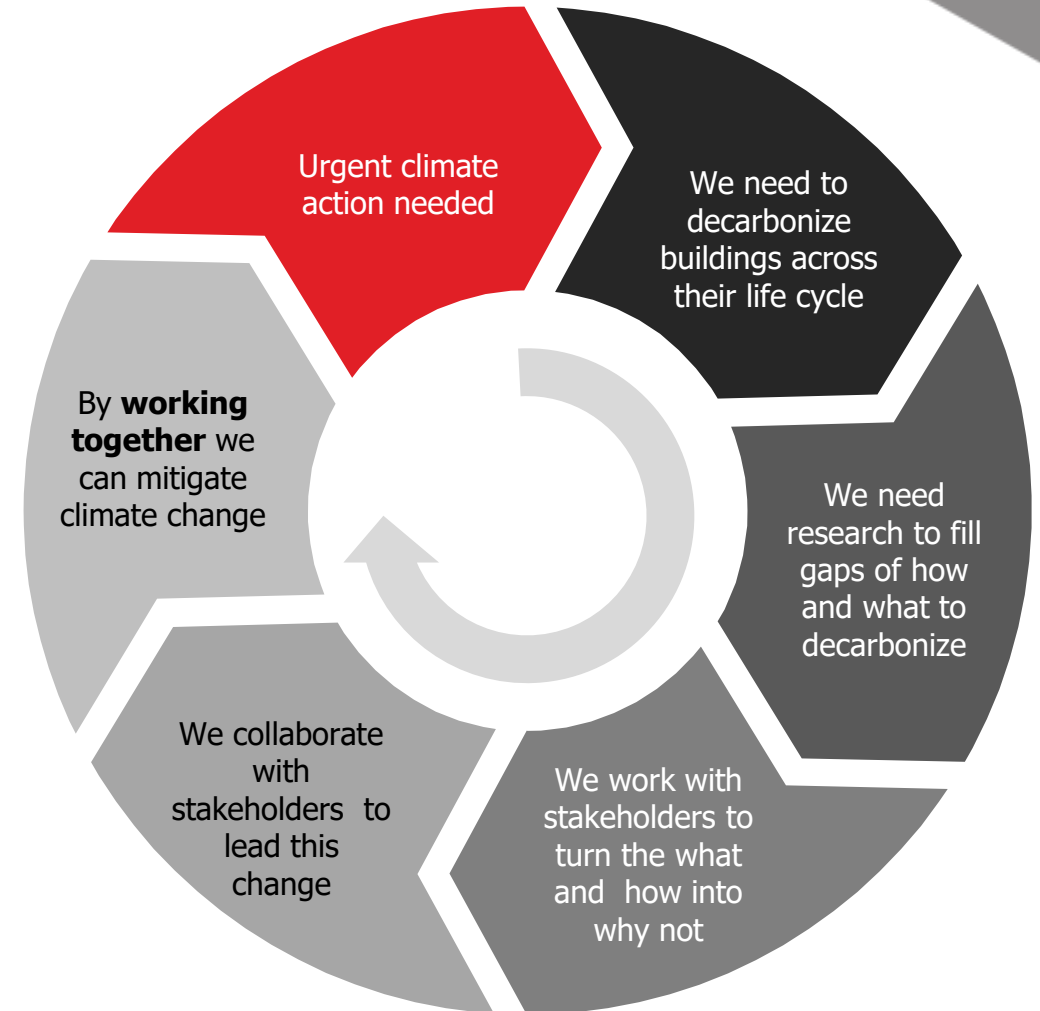 Urgent climate
action needed
We need to
decarbonize
buildings across
their life cycle
We need
research to fill
gaps of how
and what to
decarbonize
We work with
stakeholders to
turn the what
and  how into
why not
We collaborate
with
stakeholders  to
lead this
change
By working
together we
can mitigate
climate change